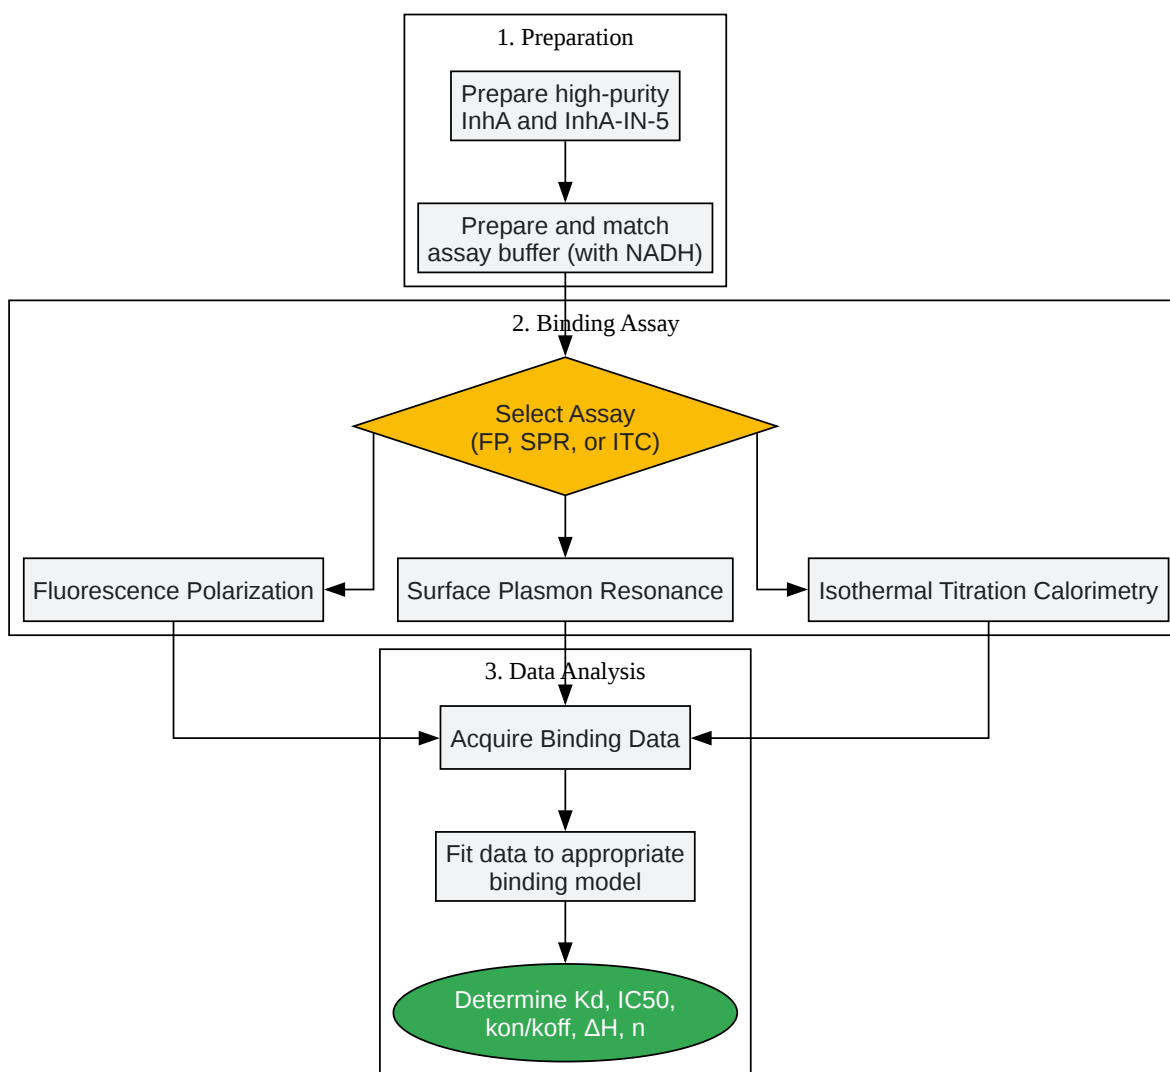 1. Preparation
Prepare high-purity
InhA and InhA-IN-5
Prepare and match
assay buffer (with NADH)
2. Binding Assay
Select Assay
(FP, SPR, or ITC)
Fluorescence Polarization
Surface Plasmon Resonance
Isothermal Titration Calorimetry
3. Data Analysis
Acquire Binding Data
Fit data to appropriate
binding model
Determine Kd, IC50,
kon/koff, ΔH, n